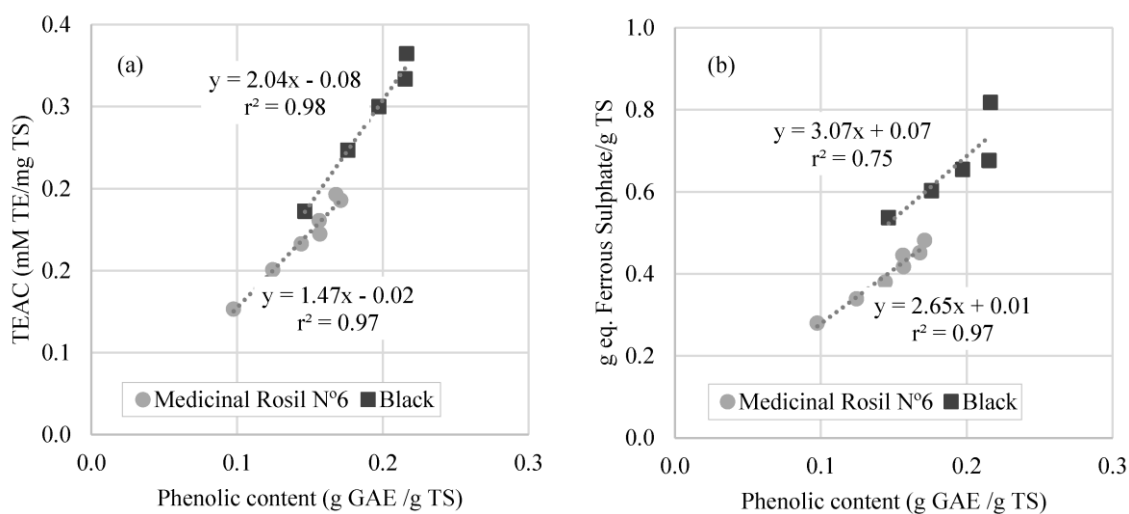 (a)
TEAC (mM TE/mg TS)
0.4
0.3
0.2
0.2
0.1
0.0
y = 2.04x - 0.08
r² = 0.98
y = 1.47x - 0.02
r² = 0.97
Medicinal Rosil Nº6 Black
0.0 0.1 0.2 0.3
Phenolic content (g GAE /g TS)
(b)
g eq. Ferrous Sulphate/g TS
1.0
0.8
0.6
0.4
0.2
0.0
y = 3.07x + 0.07
r² = 0.75
y = 2.65x + 0.01
r² = 0.97
Medicinal Rosil Nº6 Black
0.0 0.1 0.2 0.3
Phenolic content (g GAE /g TS)